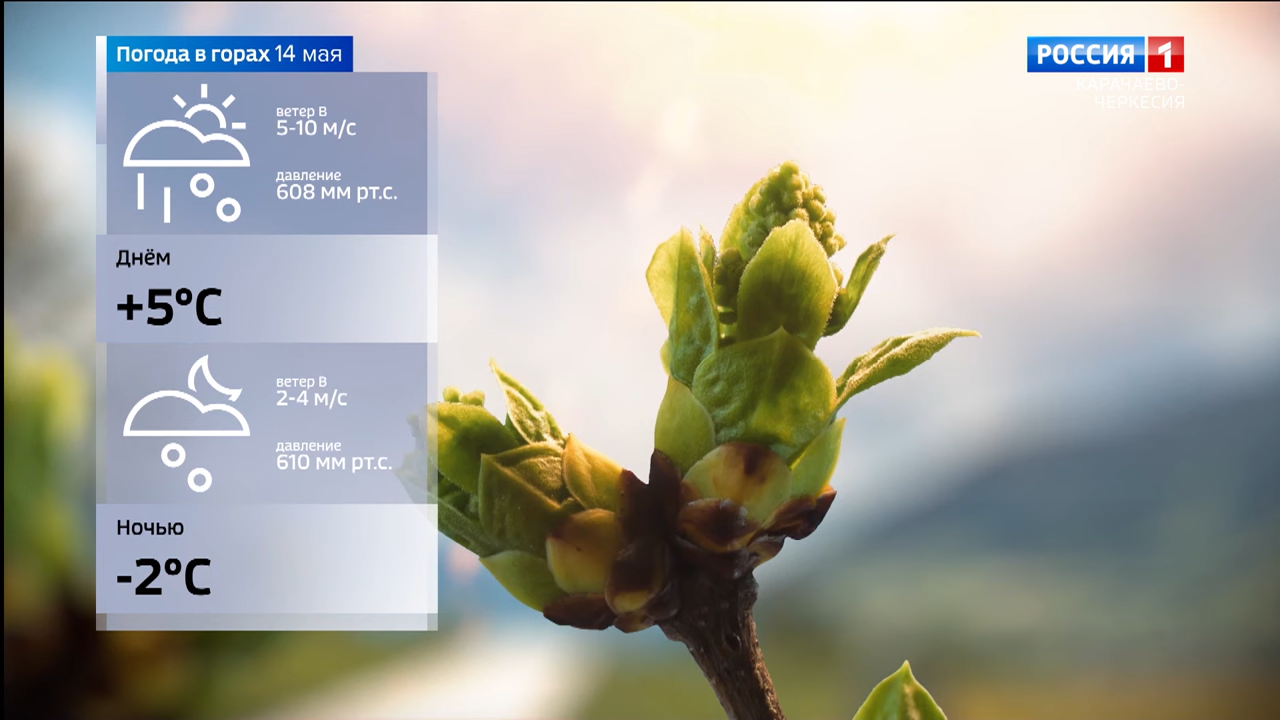 Погода в горах 14 мая
ветер В
5-10 м/с
давление
608 мм рт.с.
Днём
+5°C
ветер В
2-4 м/с
давление
610 мм рт.с.
Ночью
-2°C
РОССИЯ 1
КАРАЧАЕВО-
ЧЕРКЕСИЯ